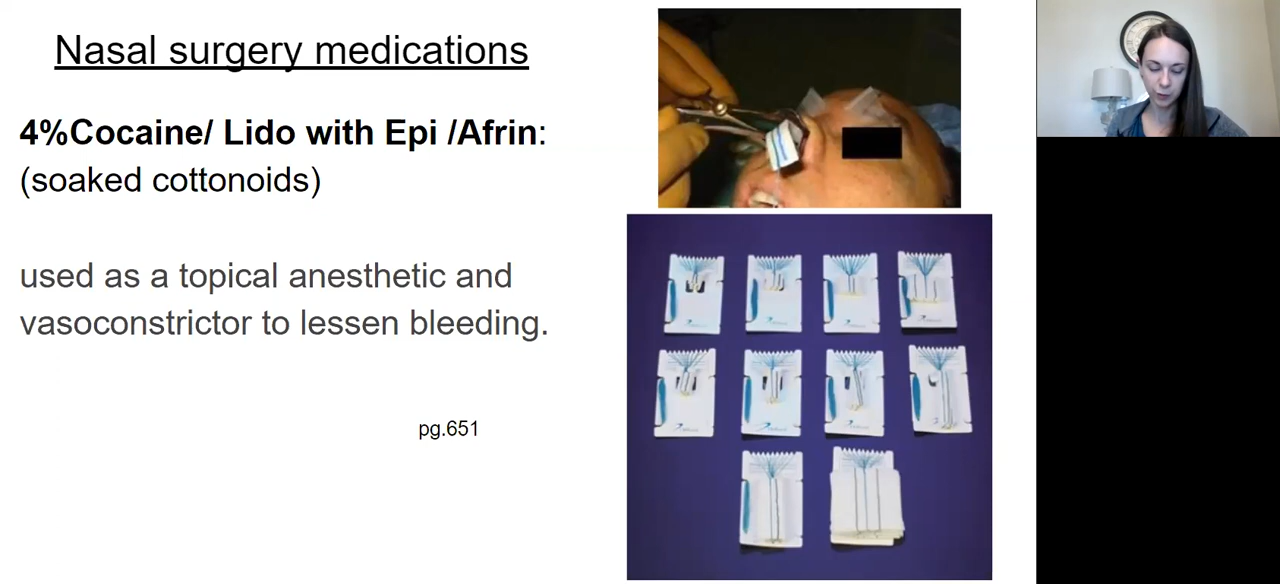 Nasal surgery medications
4%Cocaine/ Lido with Epi /Afrin:
(soaked cottonoids)
used as a topical anesthetic and
vasoconstrictor to lessen bleeding.
pg.651